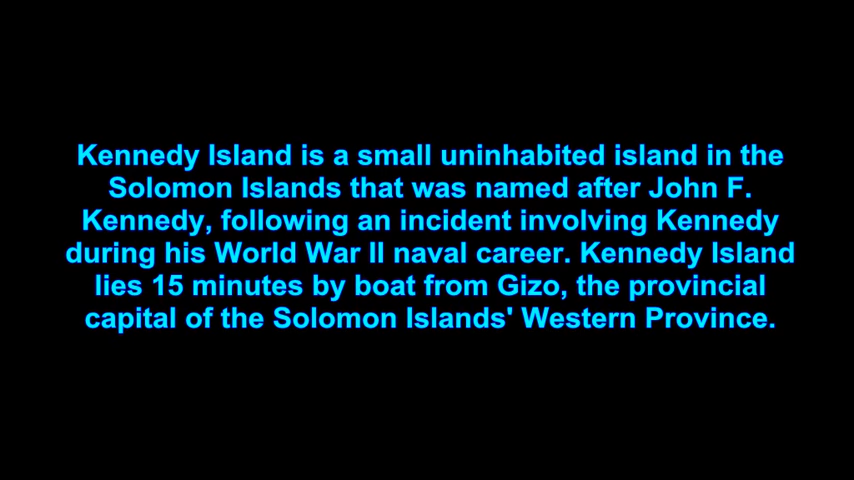 Kennedy Island is a small uninhabited island in the
Solomon Islands that was named after John F.
Kennedy, following an incident involving Kennedy
during his World War II naval career. Kennedy Island
lies 15 minutes by boat from Gizo, the provincial
capital of the Solomon Islands' Western Province.